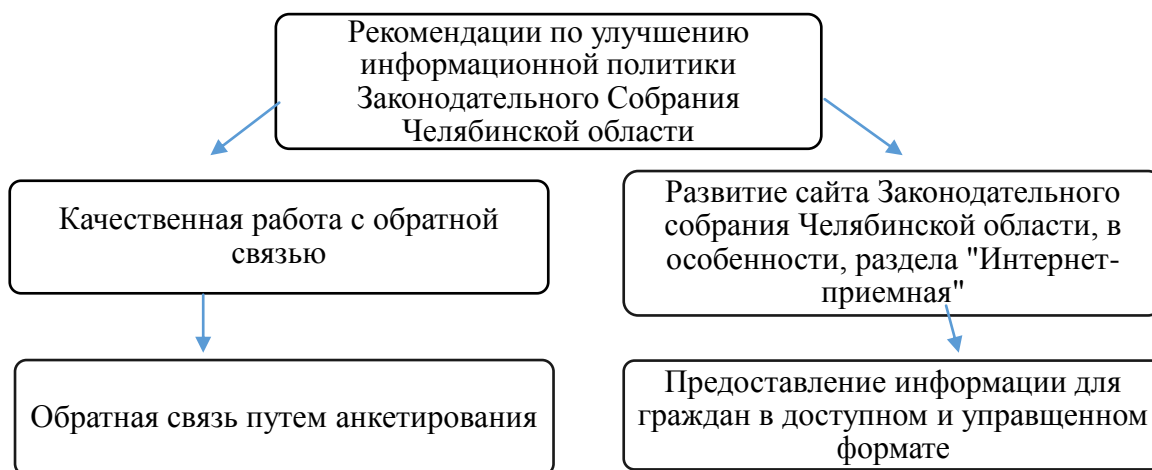 Рекомендации по улучшению
информационной политики
Законодательного Собрания
Челябинской области
Качественная работа с обратной
связью
Развитие сайта Законодательного
собрания Челябинской области, в
особенности, раздела "Интернет-
приемная"
Обратная связь путем анкетирования
Предоставление информации для
граждан в доступном и управщенном
формате